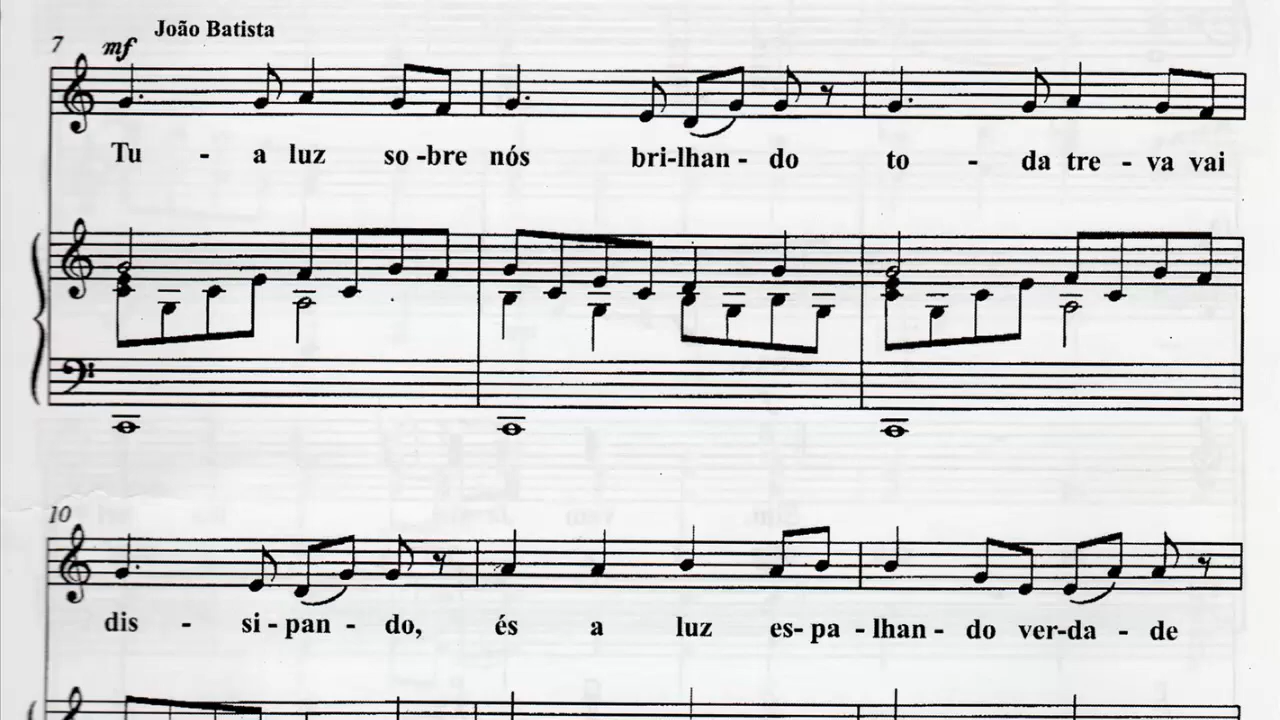 7 mf João Batista
Tu - a luz so - bre nós bri - lhan - do to - da tre - va vai
10
dis - si - pan - do, és a luz es - pa - lhan - do ver - da - de